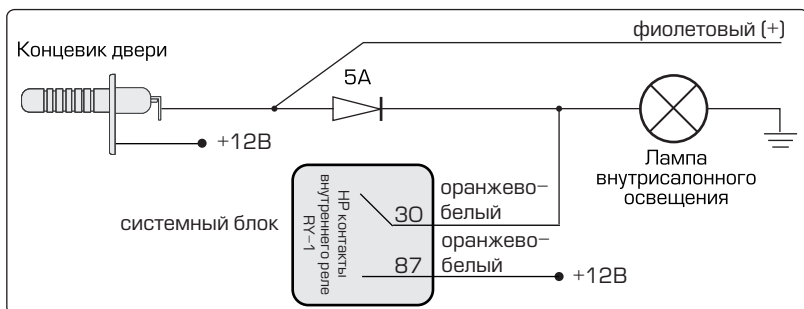 фиолетовый (+)
Концевик двери
5А
+12В
Лампа
внутрисалонного
освещения
системный блок
НР контакты
внутреннего реле
RY-1
30
оранжево-
белый
87
оранжево-
белый
+12В